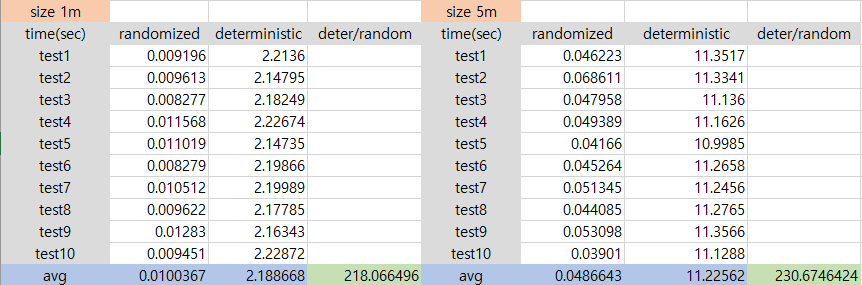 size 1m size 5m
time(sec) randomized deterministic deter/random time(sec) randomized deterministic deter/random
test1 0.009196 2.2136 test1 0.046223 11.3517
test2 0.009613 2.14795 test2 0.068611 11.3341
test3 0.008277 2.18249 test3 0.047958 11.136
test4 0.011568 2.22674 test4 0.049389 11.1626
test5 0.011019 2.14735 test5 0.04166 10.9985
test6 0.008279 2.19866 test6 0.045264 11.2658
test7 0.010512 2.19989 test7 0.051345 11.2456
test8 0.009622 2.17785 test8 0.044085 11.2765
test9 0.01283 2.16343 test9 0.053098 11.3566
test10 0.009451 2.22872 test10 0.03901 11.1288
avg 0.0100367 2.188668 218.066496 avg 0.0486643 11.22562 230.6746424